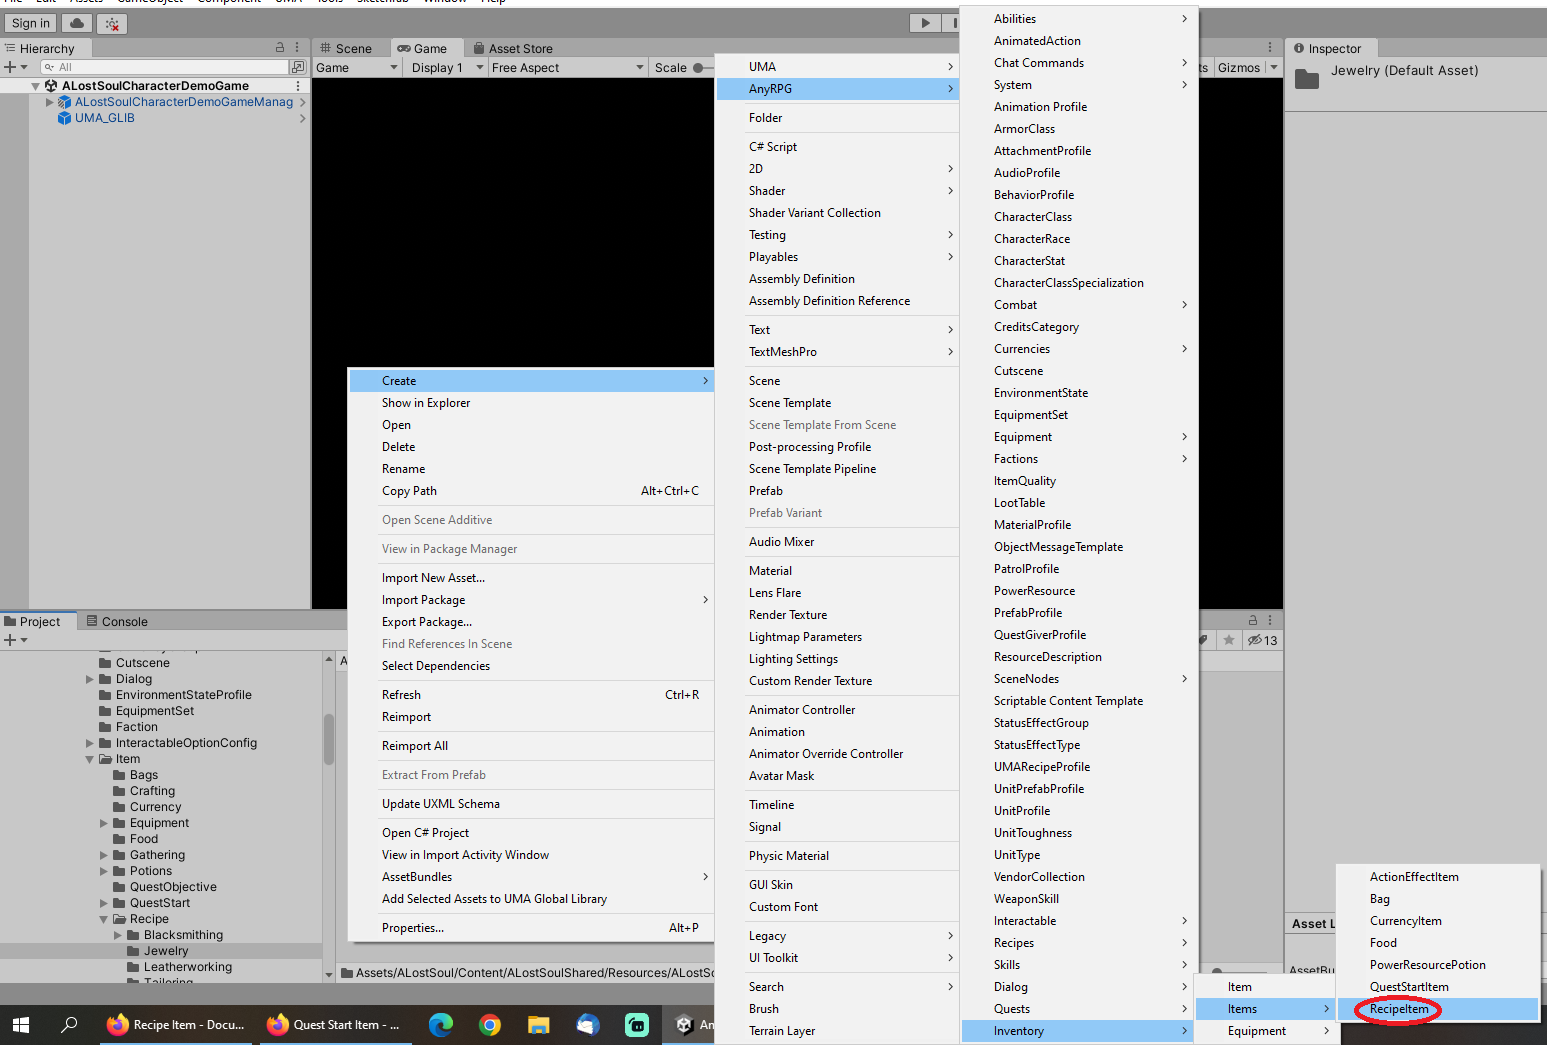 File Edit Assets GameObject Component UMA Tools Sketchfab Window Help
Sign in
Hierarchy
All
ALostSoulCharacterDemoGame
ALostSoulCharacterDemoGameManag
UMA_GLIB
Scene Game Asset Store
Game Display 1 Free Aspect Scale
Gizmos
Inspector
Jewelry (Default Asset)
Create
Show in Explorer
Open
Delete
Rename
Copy Path Alt+Ctrl+C
Open Scene Additive
View in Package Manager
Import New Asset...
Import Package
Export Package...
Find References In Scene
Select Dependencies
Refresh Ctrl+R
Reimport
Reimport All
Extract From Prefab
Update UXML Schema
Open C# Project
View in Import Activity Window
AssetBundles
Add Selected Assets to UMA Global Library
Properties... Alt+P
UMA
AnyRPG
Folder
C# Script
2D
Shader
Shader Variant Collection
Testing
Playables
Assembly Definition
Assembly Definition Reference
Text
TextMeshPro
Scene
Scene Template
Scene Template From Scene
Post-processing Profile
Scene Template Pipeline
Prefab
Prefab Variant
Audio Mixer
Material
Lens Flare
Render Texture
Lightmap Parameters
Lighting Settings
Custom Render Texture
Animator Controller
Animation
Animator Override Controller
Avatar Mask
Timeline
Signal
Physic Material
GUI Skin
Custom Font
Legacy
UI Toolkit
Search
Brush
Terrain Layer
Abilities
AnimatedAction
Chat Commands
System
Animation Profile
ArmorClass
AttachmentProfile
AudioProfile
BehaviorProfile
CharacterClass
CharacterRace
CharacterStat
CharacterClassSpecialization
Combat
CreditsCategory
Currencies
Cutscene
EnvironmentState
EquipmentSet
Equipment
Factions
ItemQuality
LootTable
MaterialProfile
ObjectMessageTemplate
PatrolProfile
PowerResource
PrefabProfile
QuestGiverProfile
ResourceDescription
SceneNodes
Scriptable Content Template
StatusEffectGroup
StatusEffectType
UMARecipeProfile
UnitPrefabProfile
UnitProfile
UnitToughness
UnitType
VendorCollection
WeaponSkill
Interactable
Recipes
Skills
Dialog
Quests
Inventory
Item
Items
Equipment
ActionEffectItem
Bag
CurrencyItem
Food
PowerResourcePotion
QuestStartItem
RecipeItem
Project Console
13
Cutscene
Dialog
EnvironmentStateProfile
EquipmentSet
Faction
InteractableOptionConfig
Item
Bags
Crafting
Currency
Equipment
Food
Gathering
Potions
QuestObjective
QuestStart
Recipe
Blacksmithing
Jewelry
Leatherworking
Tailoring
Assets/ALostSoul/Content/ALostSoulShared/Resources/ALostSo
Asset L
AssetBu
Recipe Item - Docu...
Quest Start Item - ...
An